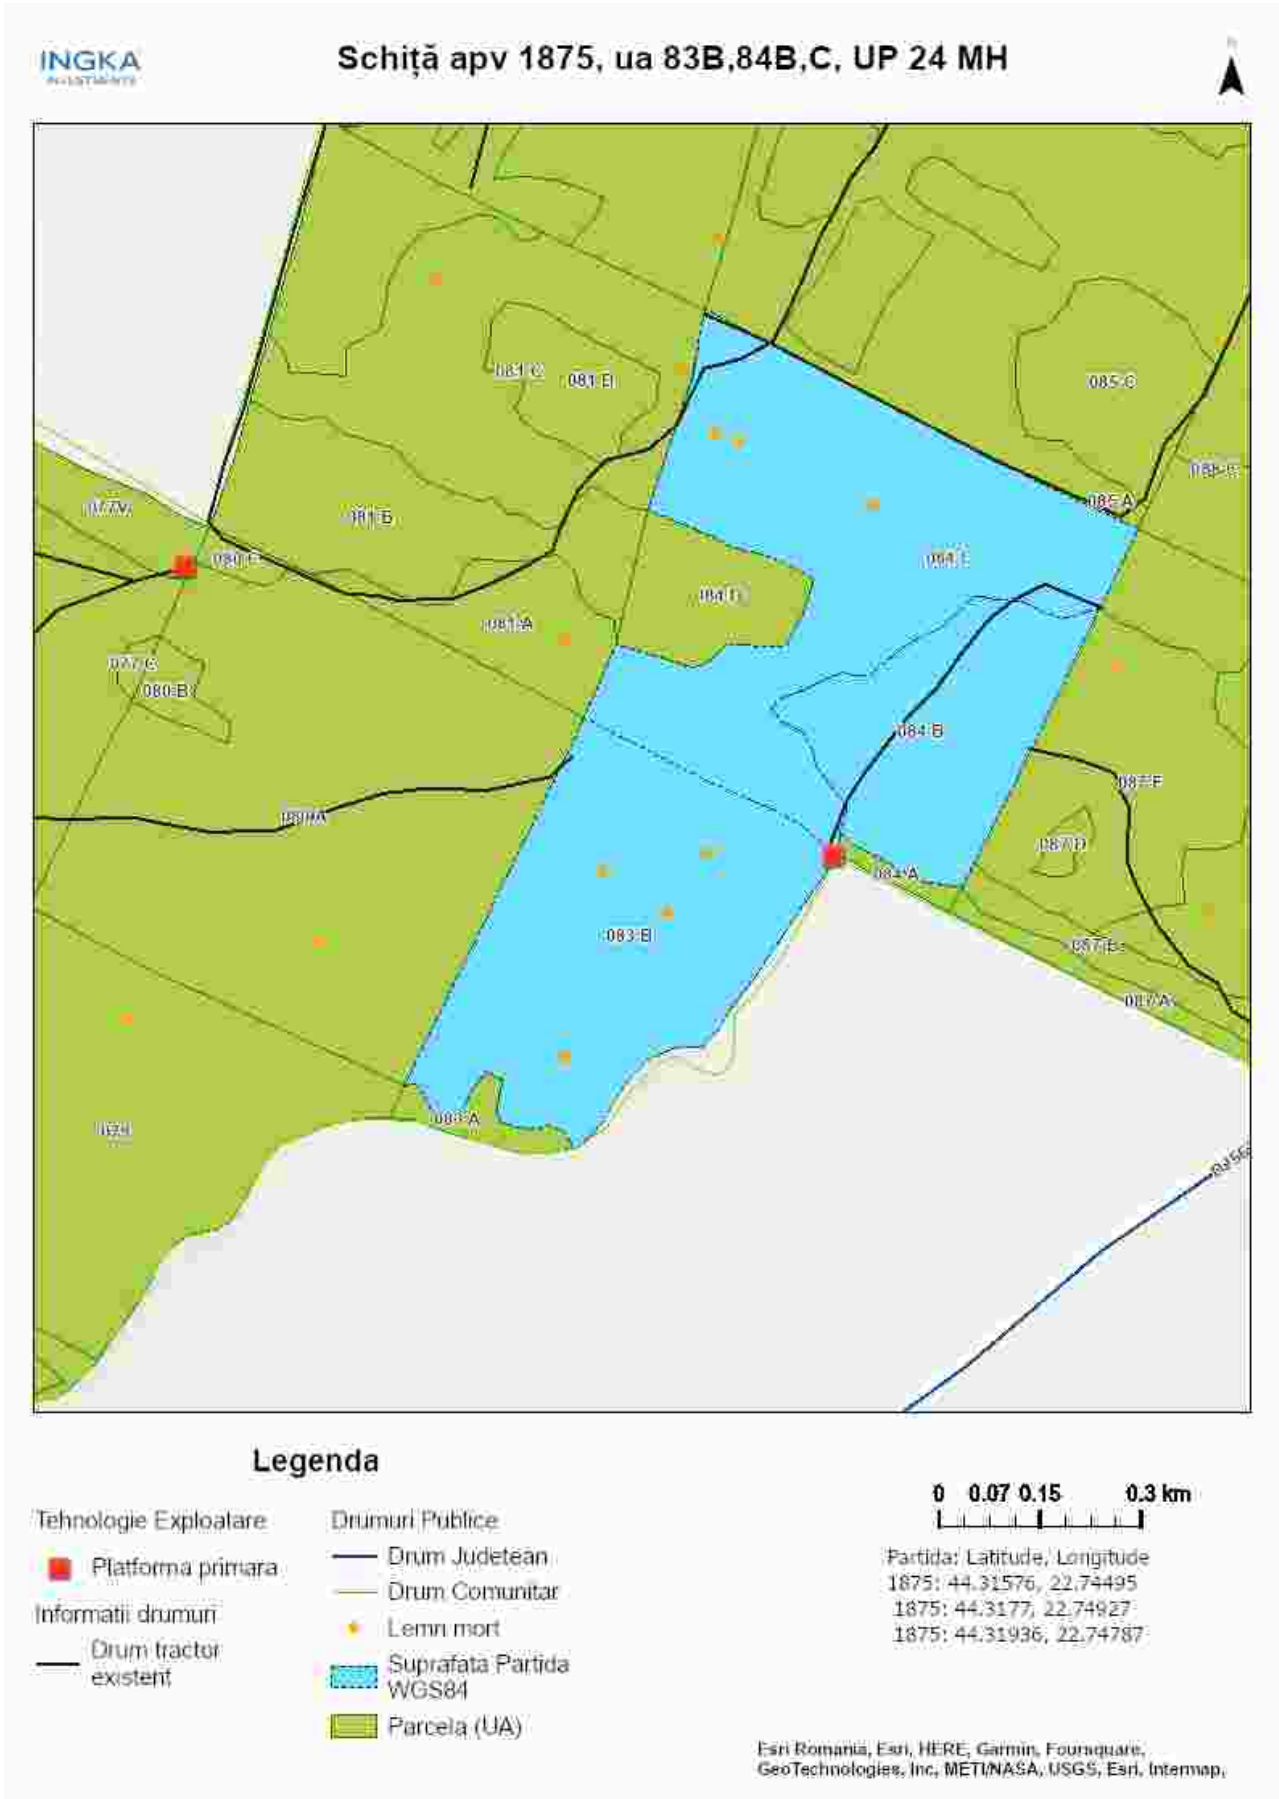 INGKA
INVESTMENTS
Schiță apv 1875, ua 83B,84B,C, UP 24 MH
N
081 C
081 D
085 C
085 A
081 B
084 C
084 D
081 A
077 C
080 B
084 B
087 F
080 A
087 D
084 A
083 B
087 B
087 A
083 A
Legenda
Tehnologie Exploatare
Platforma primara
Informatii drumuri
Drum tractor
existent
Drumuri Publice
Drum Judetean
Drum Comunitar
Lemn mort
Suprafata Partida
WGS84
Parcela (UA)
0 0.07 0.15 0.3 km
Partida: Latitude, Longitude
1875: 44.31576, 22.74495
1875: 44.3177, 22.74927
1875: 44.31936, 22.74787
Esri Romania, Esri, HERE, Garmin, Foursquare,
GeoTechnologies, Inc, METI/NASA, USGS, Esri, Intermap,